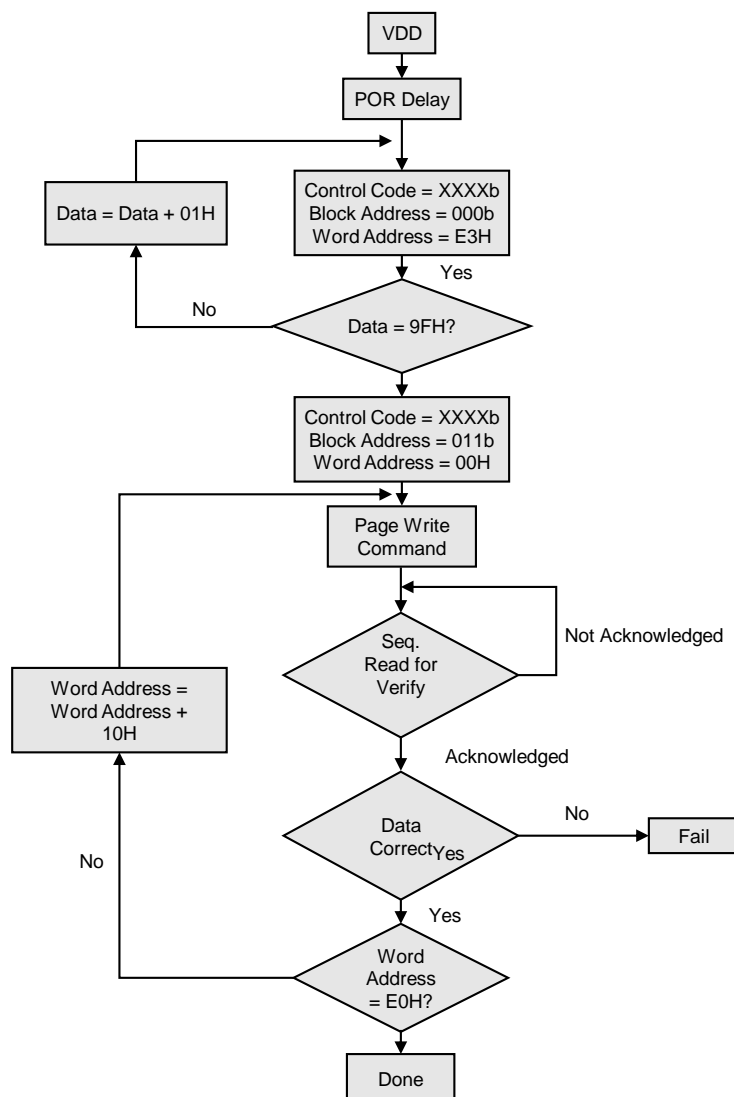 VDD
POR Delay
Data = Data + 01H
Control Code = XXXXb
Block Address = 000b
Word Address = E3H
Yes
No
Data = 9FH?
Control Code = XXXXb
Block Address = 011b
Word Address = 00H
Page Write
Command
Seq.
Read for
Verify
Not Acknowledged
Word Address =
Word Address +
10H
Acknowledged
Data
Correct
Yes
No
Fail
No
Yes
Word
Address
= E0H?
Done